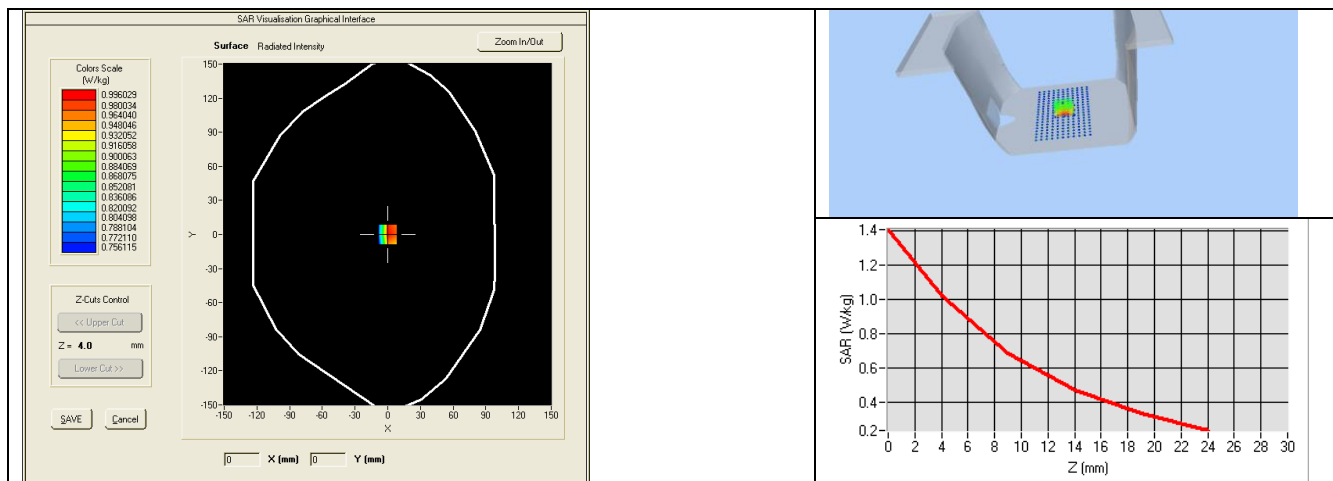 SAR Visualisation Graphical Interface
Surface Radiated Intensity
Zoom In/Out
Colors Scale
(W/kg)
0.996029
0.980034
0.964040
0.948046
0.932052
0.916058
0.900063
0.884069
0.868075
0.852081
0.836086
0.820092
0.804098
0.788104
0.772110
0.756115
Z-Cuts Control
<< Upper Cut
Z = 4.0 mm
Lower Cut >>
SAVE Cancel
150
120
90
60
30
0
-30
-60
-90
-120
-150
Y
-150 -120 -90 -60 -30 0 30 60 90 120 150
X
0 X (mm) 0 Y (mm)
1.4
1.2
1.0
0.8
0.6
0.4
0.2
SAR (W/kg)
0 2 4 6 8 10 12 14 16 18 20 22 24 26 28 30
Z (mm)